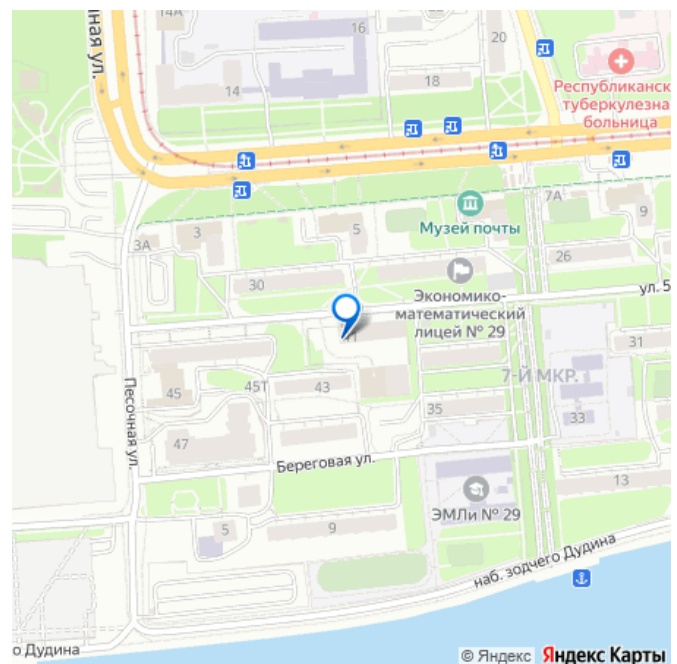 14А
16
20
ная ул.
14
18
Республиканск
туберкулезна
больница
3А
3
5
Музей почты
7А
9
26
30
Экономико-
математический
лицей № 29
ул. 5
41
31
45
45Т
43
7-Й МКР.
35
33
Песочная ул.
47
Береговая ул.
13
ЭМЛи № 29
5
9
наб. зодчего Дудина
о Дудина
© Яндекс Яндекс Карты